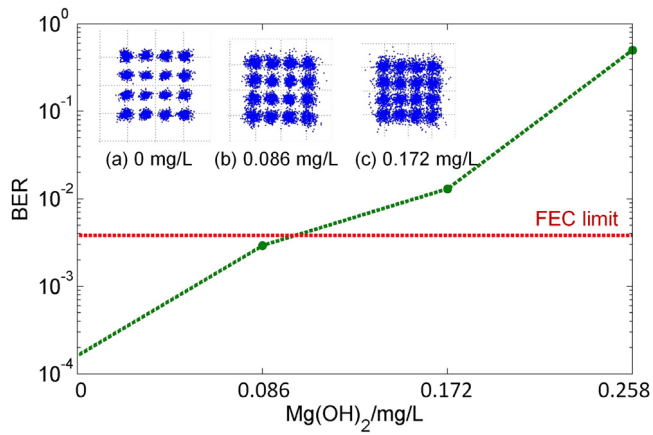 10^0
10^-1
10^-2
10^-3
10^-4
BER
(a) 0 mg/L
(b) 0.086 mg/L
(c) 0.172 mg/L
FEC limit
0
0.086
0.172
0.258
Mg(OH)_2/mg/L